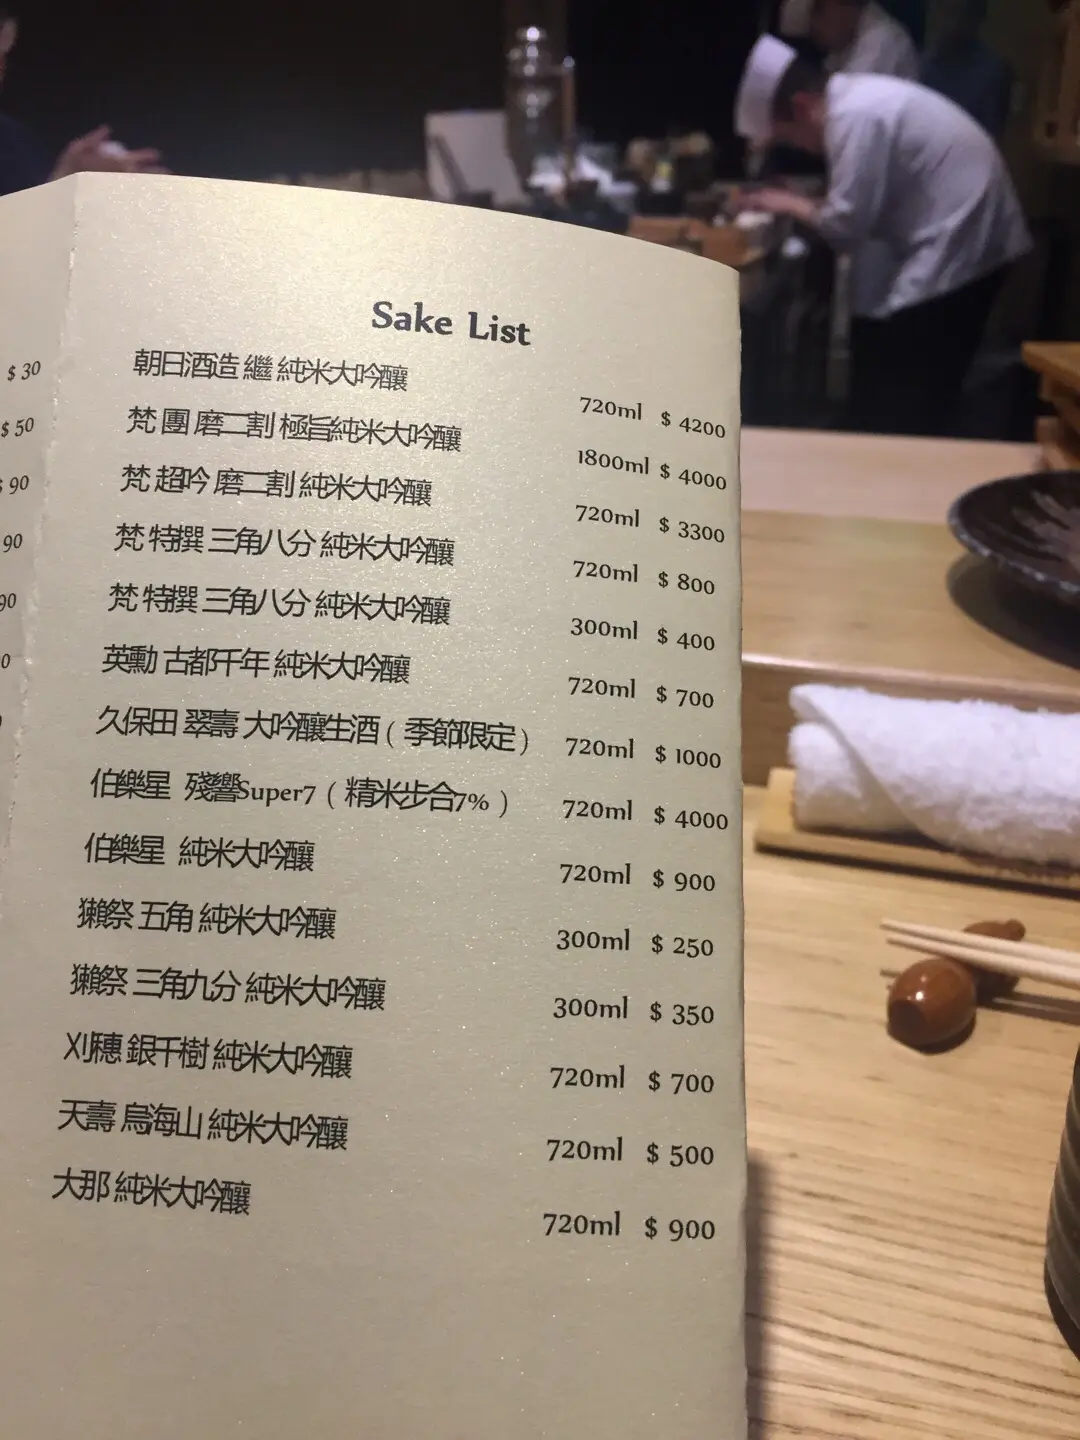 Sake List
朝日酒造 繼 純米大吟釀 720ml $ 4200
梵 團 磨二割 極旨純米大吟釀 1800ml $ 4000
梵 超吟 磨二割 純米大吟釀 720ml $ 3300
梵 特撰 三角八分 純米大吟釀 720ml $ 800
梵 特撰 三角八分 純米大吟釀 300ml $ 400
英勳 古都千年 純米大吟釀 720ml $ 700
久保田 翠壽 大吟釀生酒 ( 季節限定 ) 720ml $ 1000
伯樂星 殘響Super7 ( 精米步合7% ) 720ml $ 4000
伯樂星 純米大吟釀 720ml $ 900
獺祭 五角 純米大吟釀 300ml $ 250
獺祭 三角九分 純米大吟釀 300ml $ 350
刈穗 銀千樹 純米大吟釀 720ml $ 700
天壽 鳥海山 純米大吟釀 720ml $ 500
大那 純米大吟釀 720ml $ 900
$ 30
$ 50
90
90
90